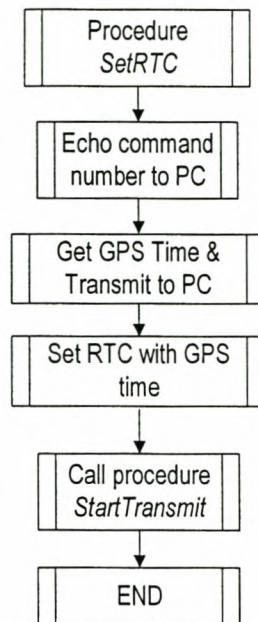 Procedure
SetRTC
Echo command
number to PC
Get GPS Time &
Transmit to PC
Set RTC with GPS
time
Call procedure
StartTransmit
END